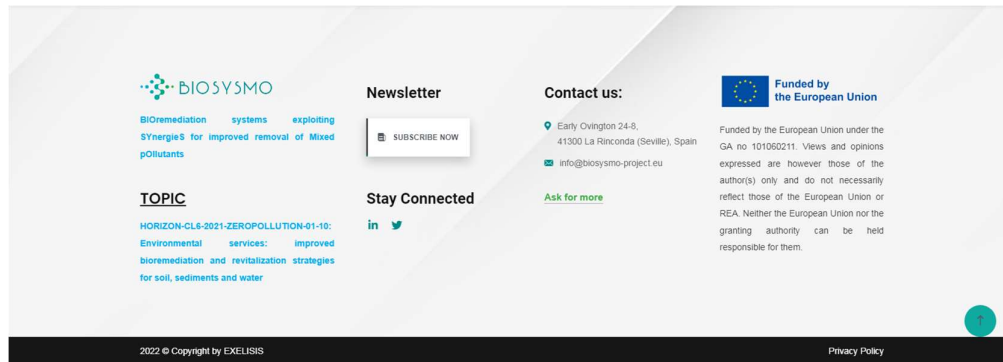 BIOSYSMO
BIOremediation systems exploiting
SYnergieS for improved removal of Mixed
pOllutants
TOPIC
HORIZON-CL6-2021-ZEROPOLLUTION-01-10:
Environmental services: improved
bioremediation and revitalization strategies
for soil, sediments and water
Newsletter
SUBSCRIBE NOW
Stay Connected
Contact us:
Early Ovington 24-8,
41300 La Rinconda (Seville), Spain
info@biosysmo-project.eu
Ask for more
Funded by
the European Union
Funded by the European Union under the
GA no 101060211. Views and opinions
expressed are however those of the
author(s) only and do not necessarily
reflect those of the European Union or
REA. Neither the European Union nor the
granting authority can be held
responsible for them.
2022 © Copyright by EXELISIS
Privacy Policy